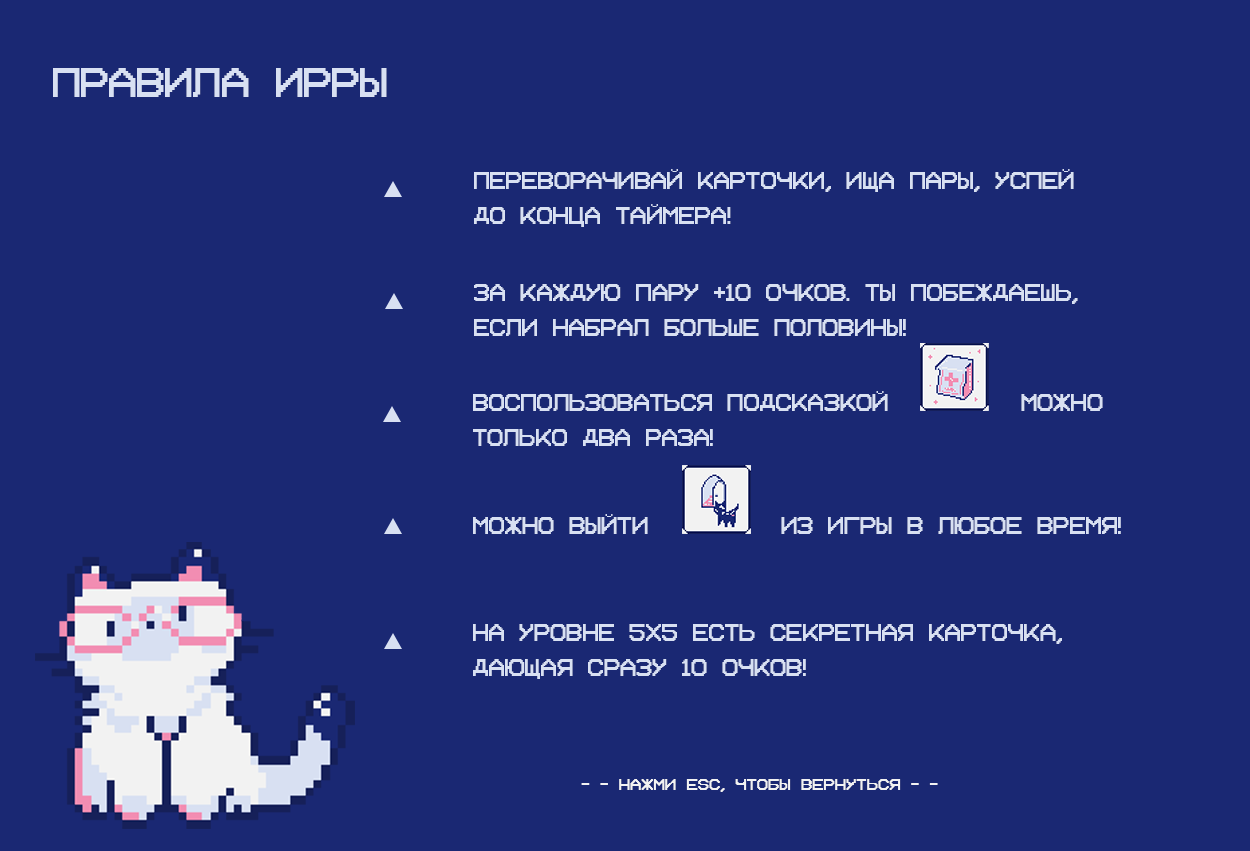 ПРАВИЛА ИРРЫ
ПЕРЕВОРАЧИВАЙ КАРТОЧКИ, ИЩА ПАРЫ, УСПЕЙ
ДО КОНЦА ТАЙМЕРА!
ЗА КАЖДУЮ ПАРУ +10 ОЧКОВ. ТЫ ПОБЕЖДАЕШЬ,
ЕСЛИ НАБРАЛ БОЛЬШЕ ПОЛОВИНЫ!
ВОСПОЛЬЗОВАТЬСЯ ПОДСКАЗКОЙ МОЖНО
ТОЛЬКО ДВА РАЗА!
МОЖНО ВЫЙТИ ИЗ ИГРЫ В ЛЮБОЕ ВРЕМЯ!
НА УРОВНЕ 5X5 ЕСТЬ СЕКРЕТНАЯ КАРТОЧКА,
ДАЮЩАЯ СРАЗУ 10 ОЧКОВ!
- - НАЖМИ ESC, ЧТОБЫ ВЕРНУТЬСЯ - -